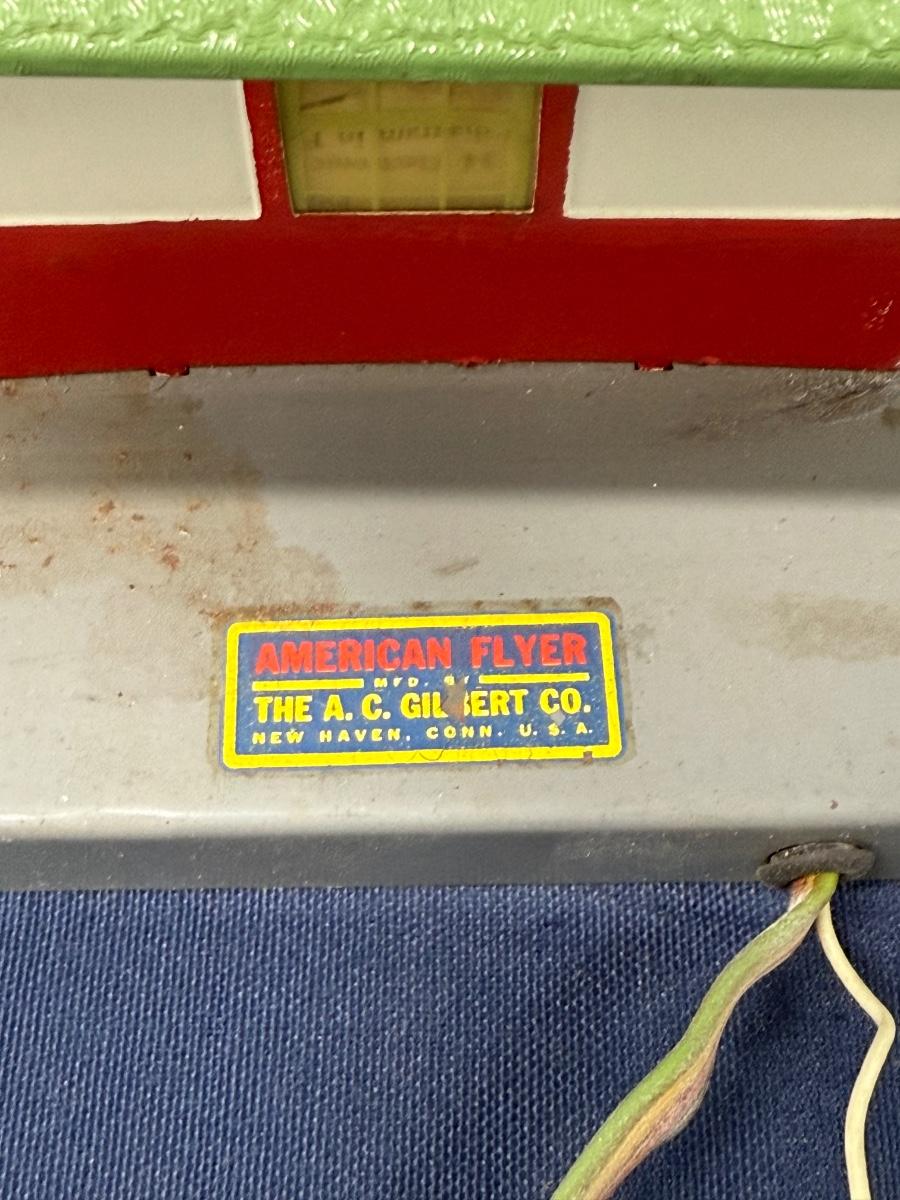 AMERICAN FLYER
MFD. BY
THE A. C. GILBERT CO.
NEW HAVEN, CONN. U. S. A.